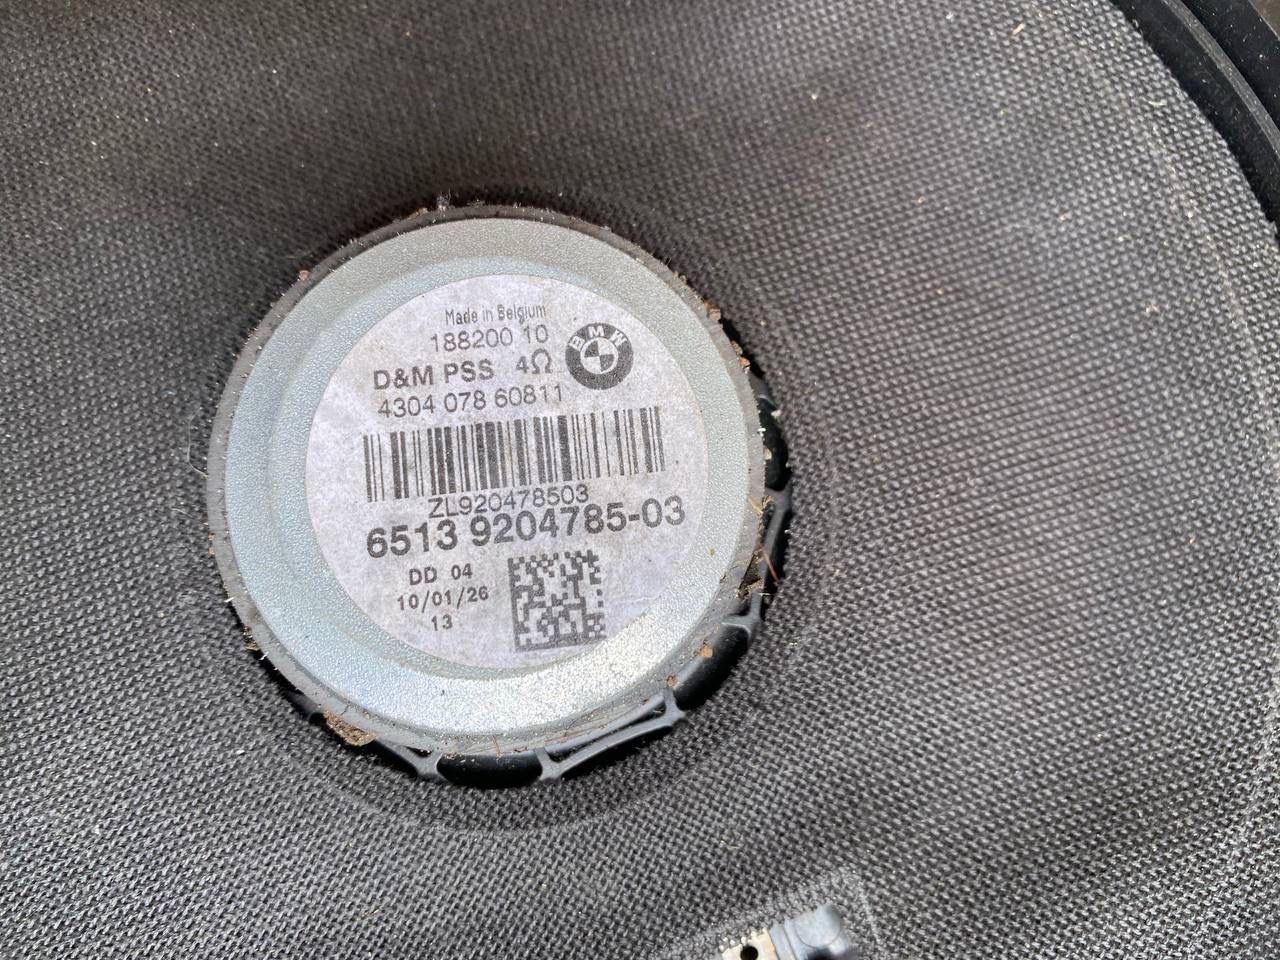 Made in Belgium
188200 10
BMW
D&M PSS 4Ω
4304 078 60811
ZL920478503
6513 9204785-03
DD 04
10/01/26
13